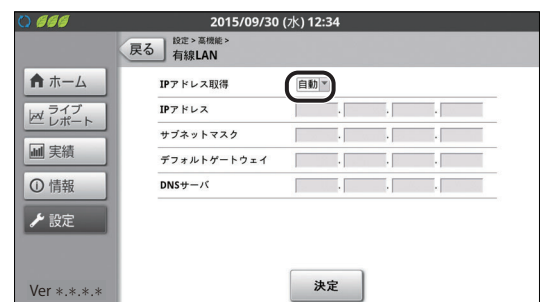 2015/09/30 (水) 12:34
戻る
設定 > 高機能 >
有線LAN
ホーム
ライブ
レポート
実績
情報
設定
Ver *.*.*.*
IPアドレス取得
自動
IPアドレス
. . .
サブネットマスク
. . .
デフォルトゲートウェイ
. . .
DNSサーバ
. . .
決定